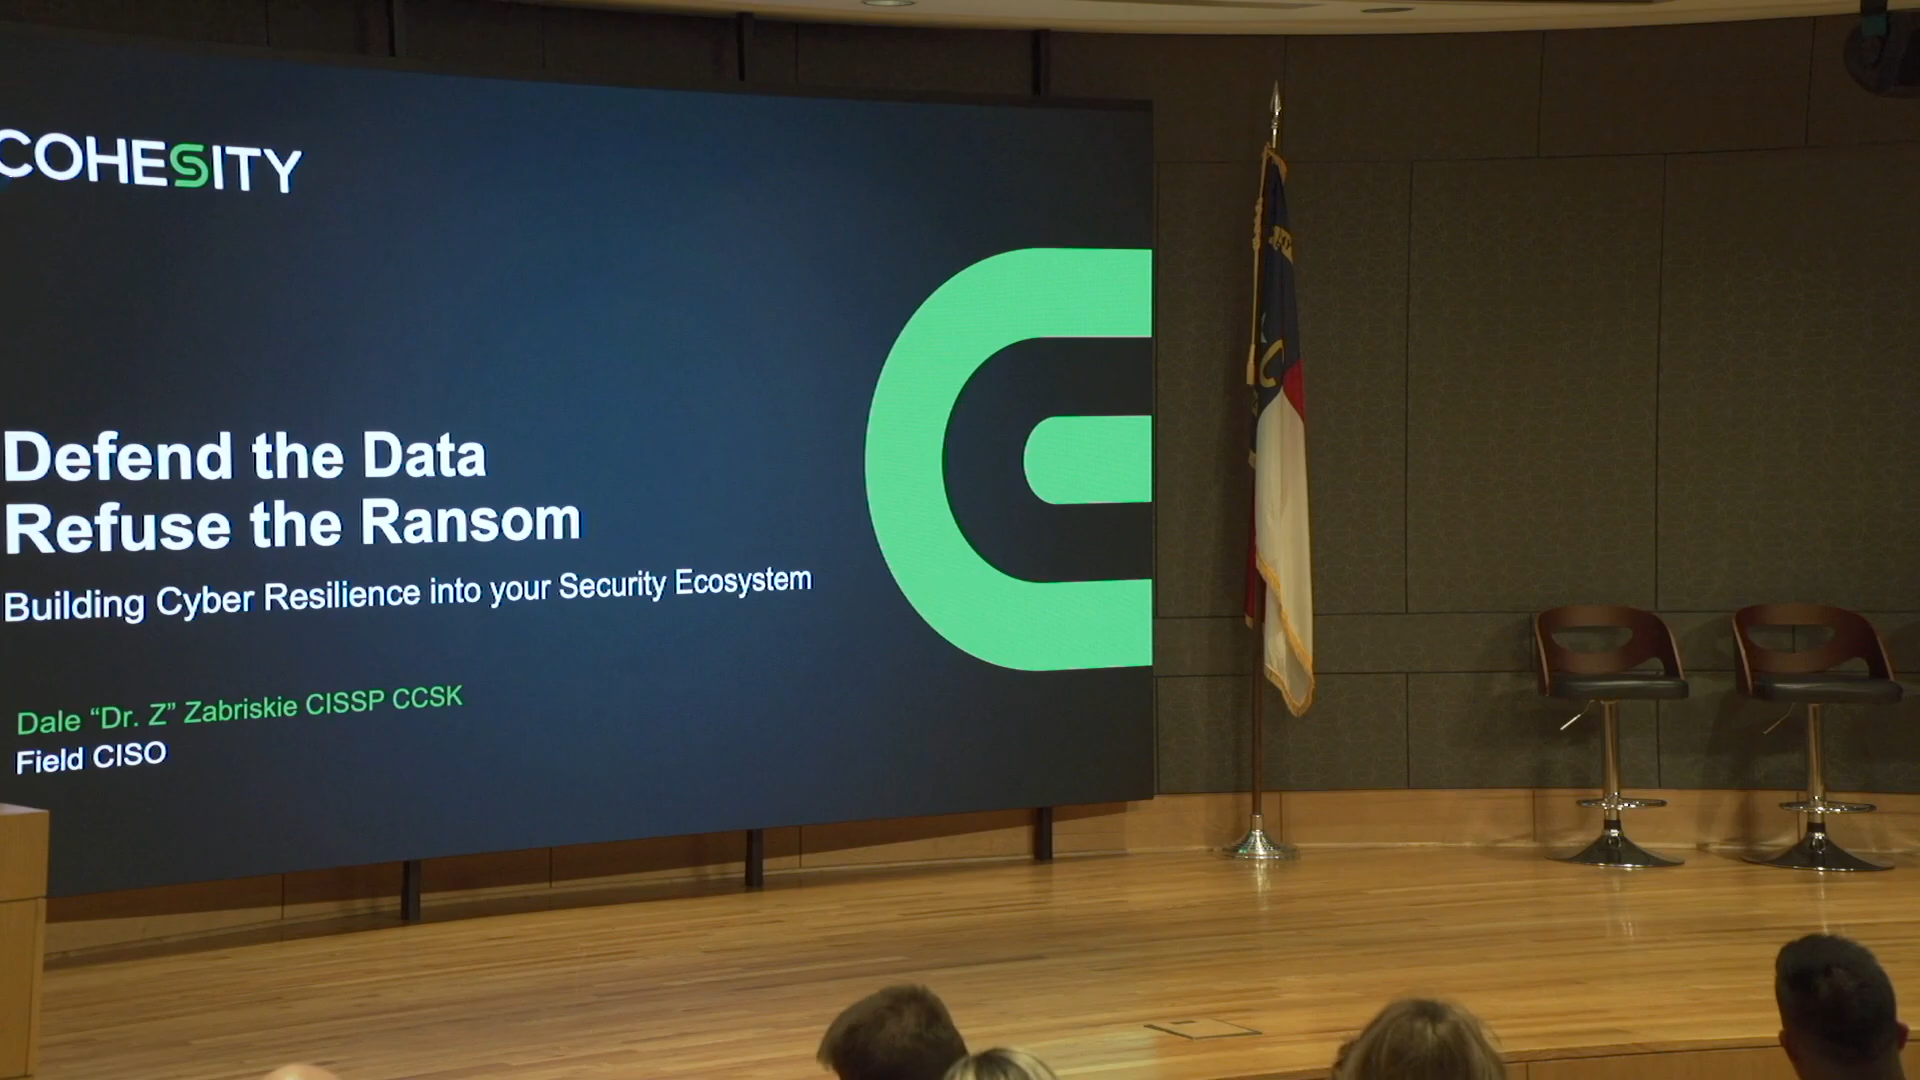 COHESITY
Defend the Data
Refuse the Ransom
Building Cyber Resilience into your Security Ecosystem
Dale “Dr. Z” Zabriskie CISSP CCSK
Field CISO